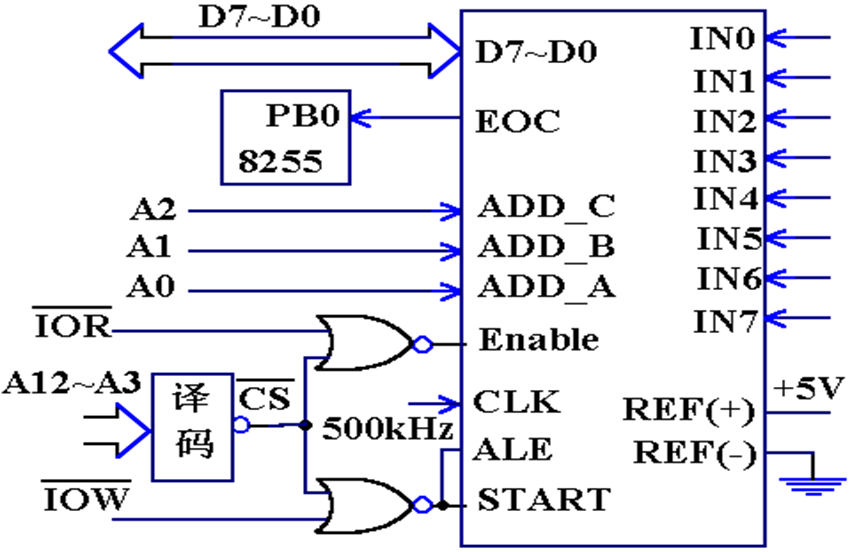 D7~D0
D7~D0
IN0
IN1
PB0
8255
EOC
IN2
IN3
A2
ADD_C
IN4
A1
ADD_B
IN5
A0
ADD_A
IN6
IOR
Enable
IN7
A12~A3
译码
CS
500kHz
CLK
REF(+)
+5V
ALE
REF(-)
IOW
START